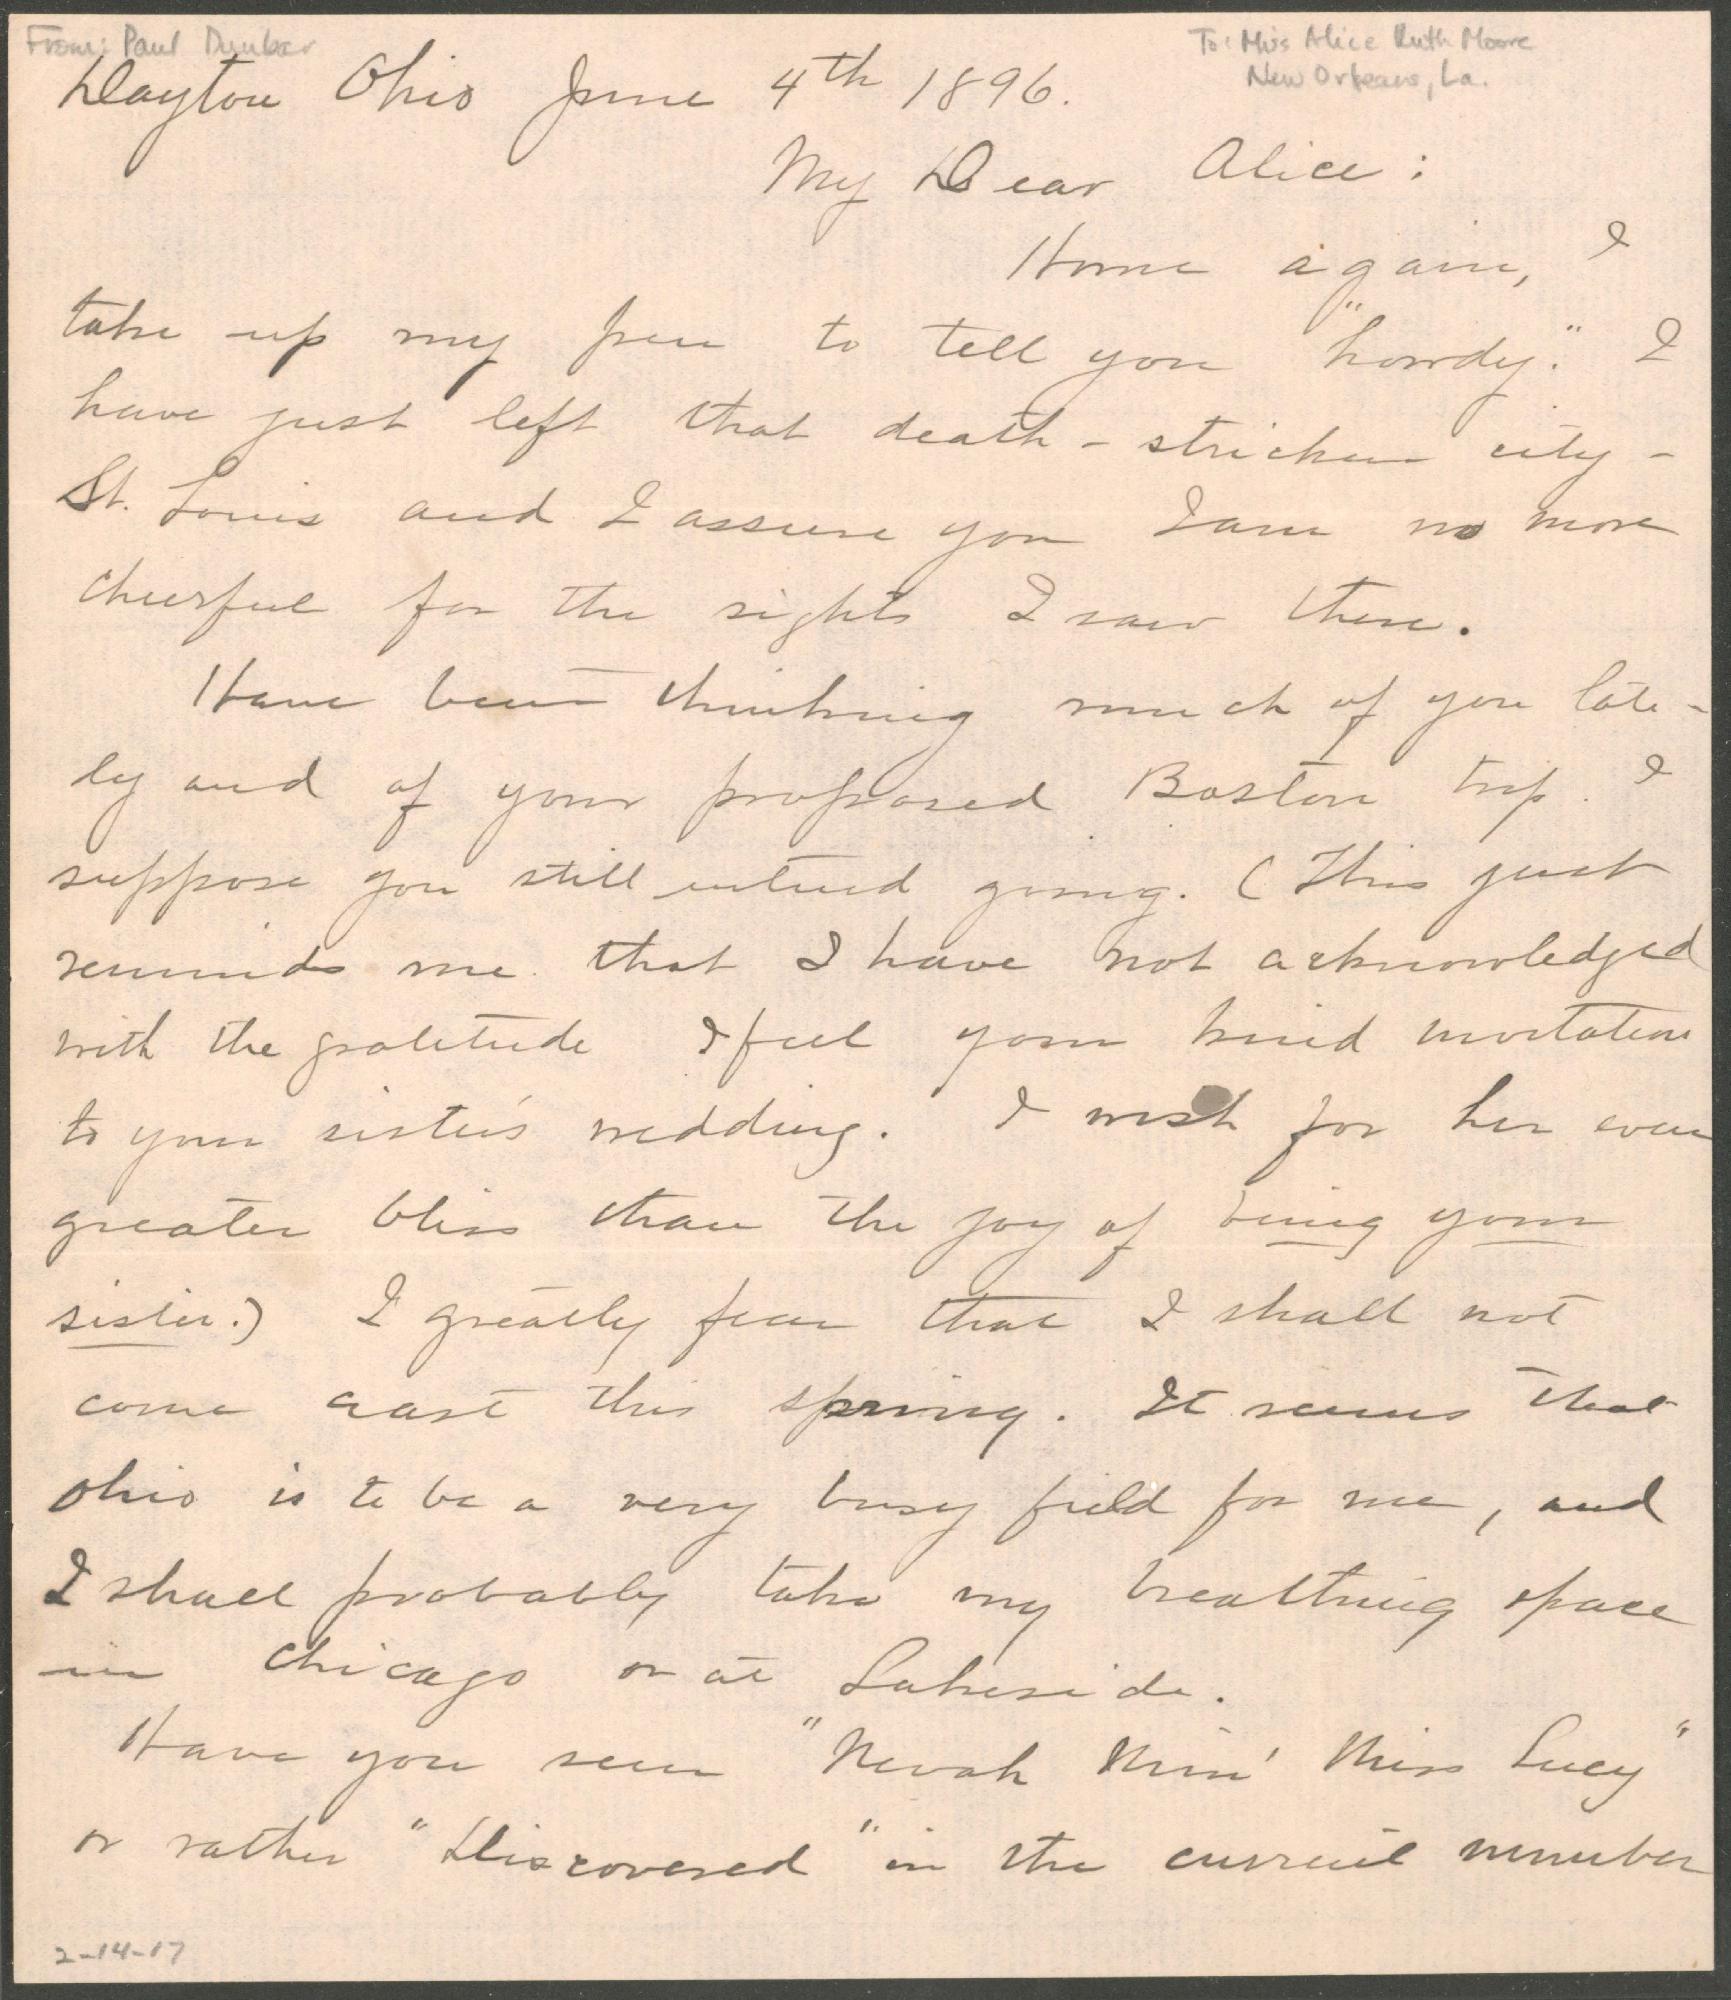 From: Paul Dunbar
To: Miss Alice Ruth Moore
New Orleans, La.
Dayton Ohio June 4th 1896.
My Dear Alice:
Home again, I
take up my pen to tell you "howdy." I
have just left that death-stricken city -
St. Louis and I assure you I am no more
cheerful for the sights I saw there.
Have been thinking much of you late-
ly and of your proposed Boston trip. I
suppose you still intend going. (This just
reminds me that I have not acknowledged
with the gratitude I feel your kind invitation
to your sister's wedding. I wish for her even
greater bliss than the joy of being your
sister.) I greatly fear that I shall not
come east this spring. It seems that
Ohio is to be a very busy field for me, and
I shall probably take my breathing space
in Chicago or at Lakeside.
Have you seen "Nevah Min' Miss Lucy"
or rather "Discovered" in the current number
2-14-17